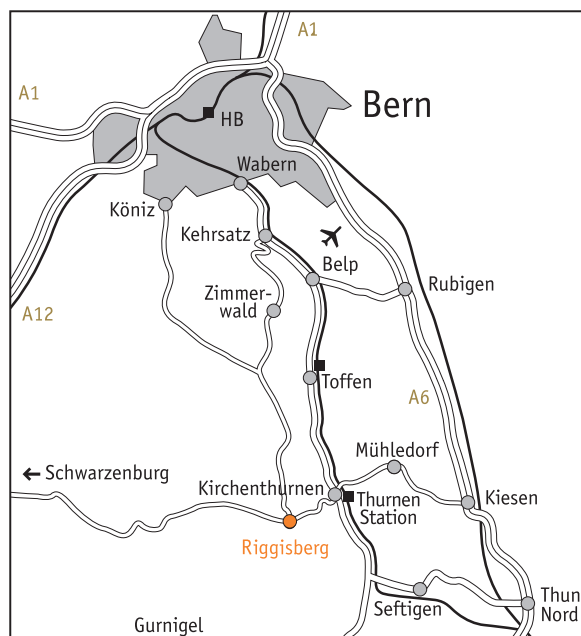 A1
A1
Bern
HB
Wabern
Köniz
Kehrsatz
Belp
Zimmer-
wald
Rubigen
A12
Toffen
A6
Mühledorf
← Schwarzenburg
Kirchenthurnen
Thurnen
Station
Kiesen
Riggisberg
Seftigen
Thun
Nord
Gurnigel